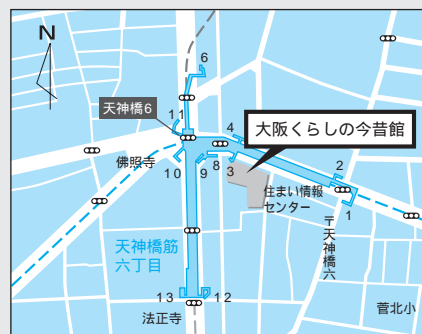 N
6
天神橋6
11
4
大阪くらしの今昔館
2
佛照寺
10
9
8
3
住まい情報
センター
1
〒天神橋六
天神橋筋
六丁目
13
12
法正寺
菅北小